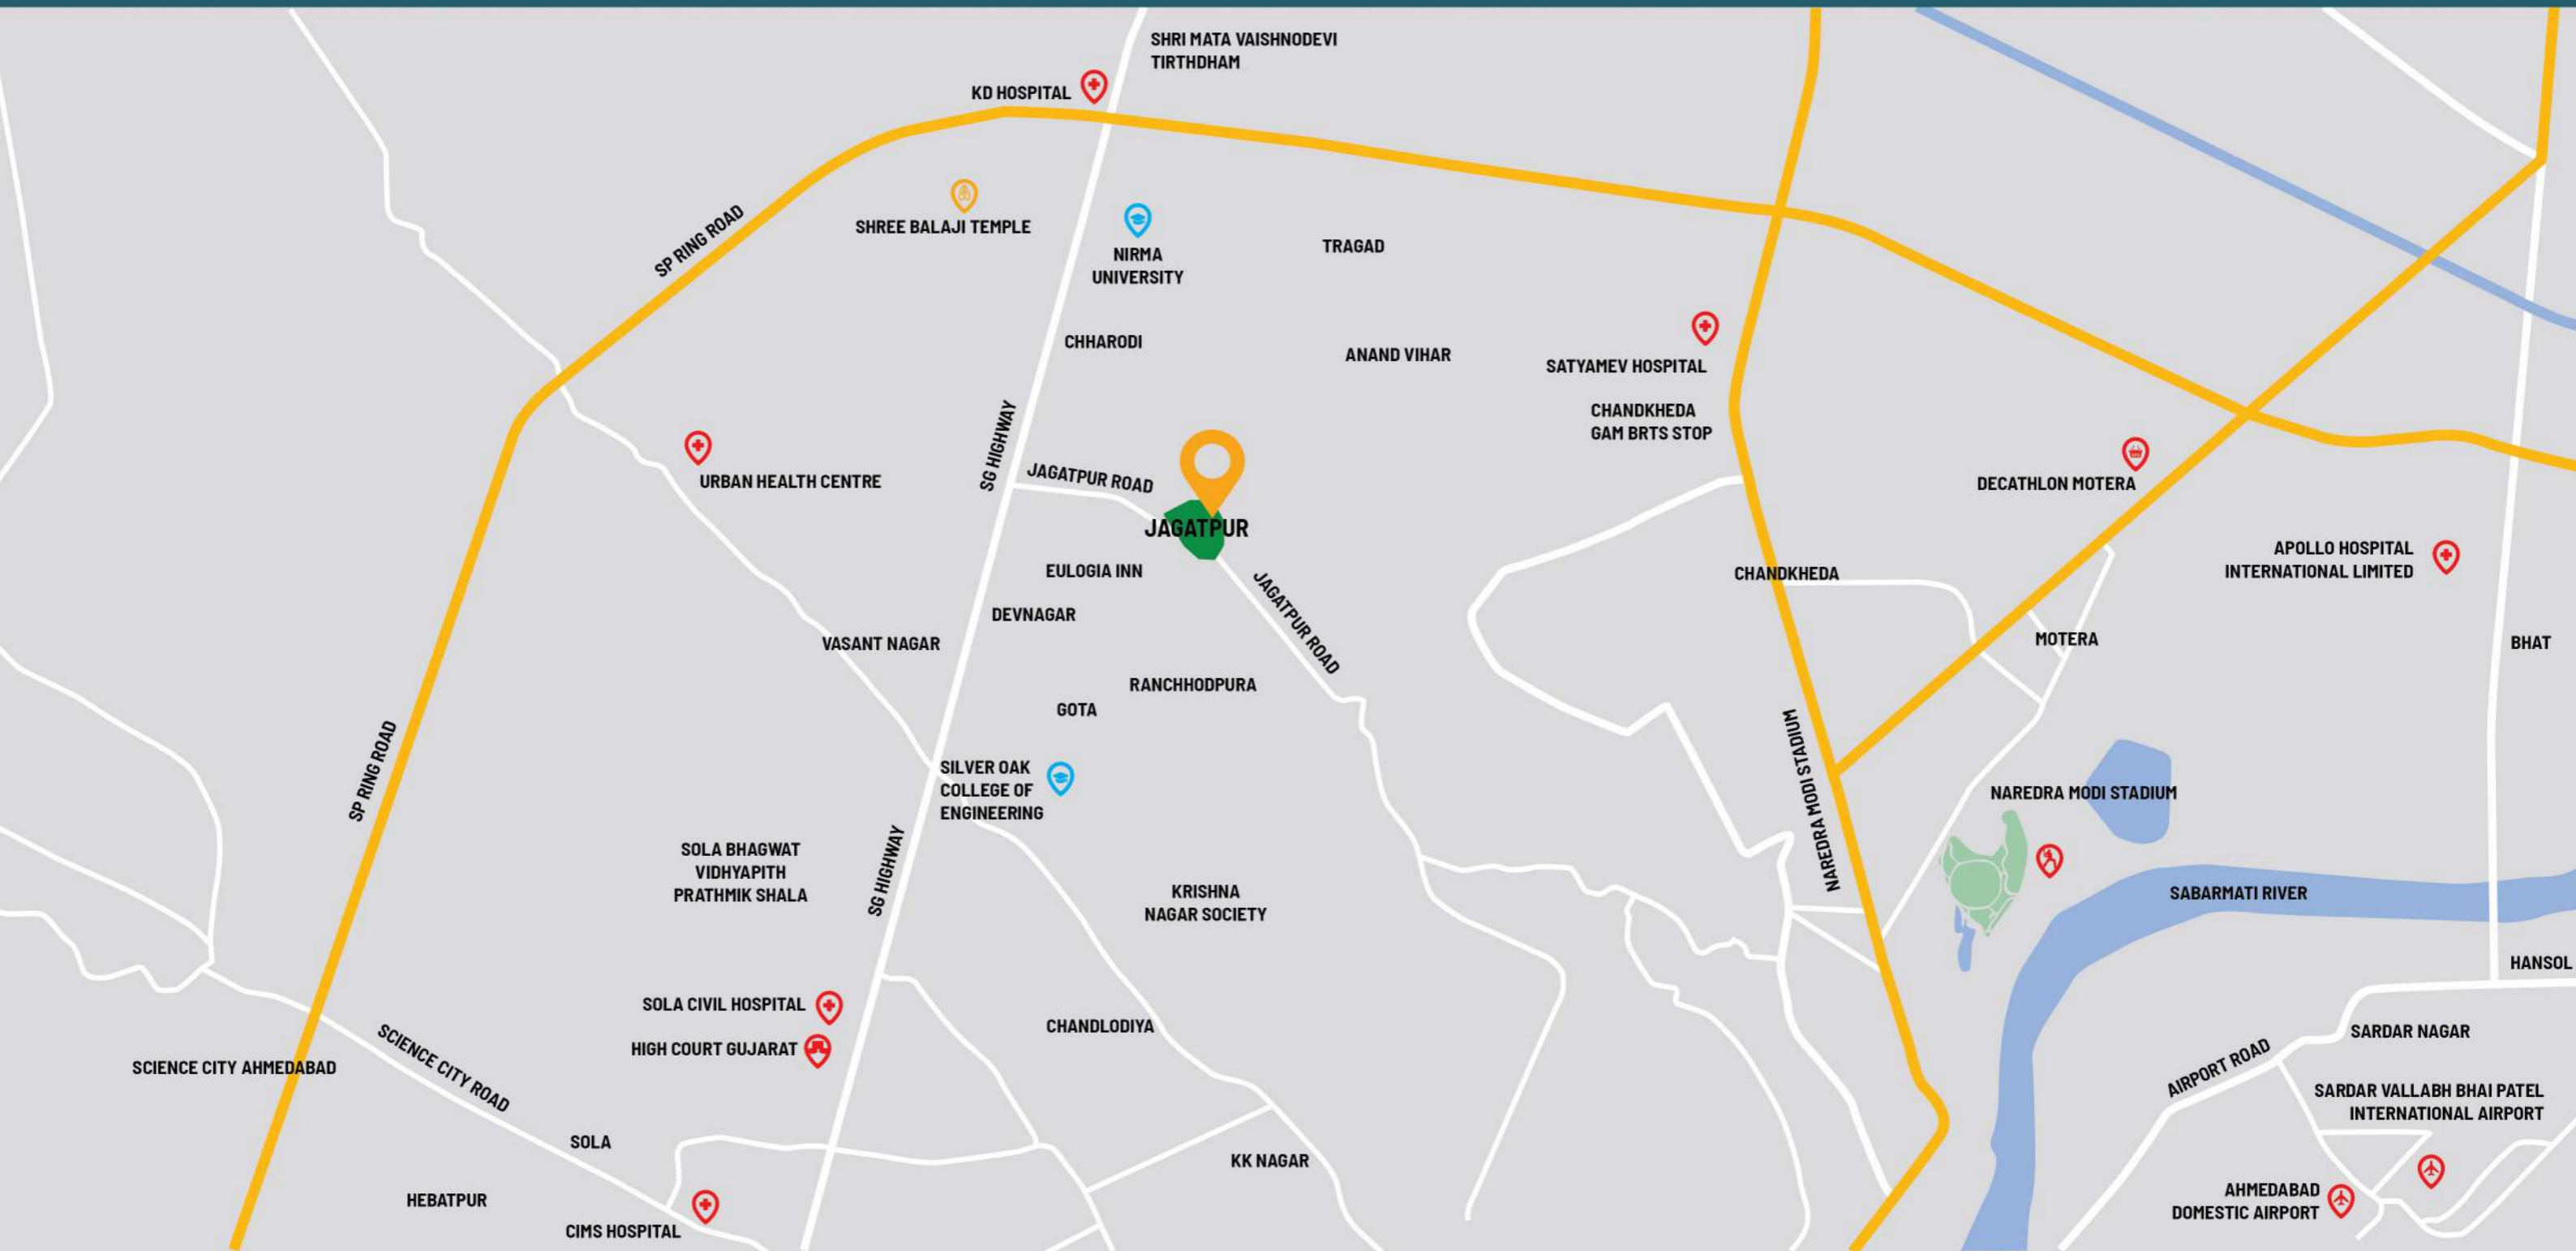 SHRI MATA VAISHNODEVI
TIRTHDHAM
KD HOSPITAL
SP RING ROAD
SHREE BALAJI TEMPLE
NIRMA
UNIVERSITY
TRAGAD
CHHARODI
ANAND VIHAR
SATYAMEV HOSPITAL
CHANDKHEDA
GAM BRTS STOP
SG HIGHWAY
JAGATPUR ROAD
URBAN HEALTH CENTRE
DECATHLON MOTERA
JAGATPUR
APOLLO HOSPITAL
INTERNATIONAL LIMITED
EULOGIA INN
CHANDKHEDA
JAGATPUR ROAD
DEVNAGAR
VASANT NAGAR
MOTERA
BHAT
RANCHHODPURA
GOTA
SP RING ROAD
SILVER OAK
COLLEGE OF
ENGINEERING
NAREDRA MODI STADIUM
NAREDRA MODI STADIUM
SOLA BHAGWAT
VIDHYAPITH
PRATHMIK SHALA
SG HIGHWAY
KRISHNA
NAGAR SOCIETY
SABARMATI RIVER
HANSOL
SOLA CIVIL HOSPITAL
CHANDLODIYA
HIGH COURT GUJARAT
SARDAR NAGAR
SCIENCE CITY AHMEDABAD
SCIENCE CITY ROAD
AIRPORT ROAD
SARDAR VALLABH BHAI PATEL
INTERNATIONAL AIRPORT
SOLA
KK NAGAR
HEBATPUR
AHMEDABAD
DOMESTIC AIRPORT
CIMS HOSPITAL